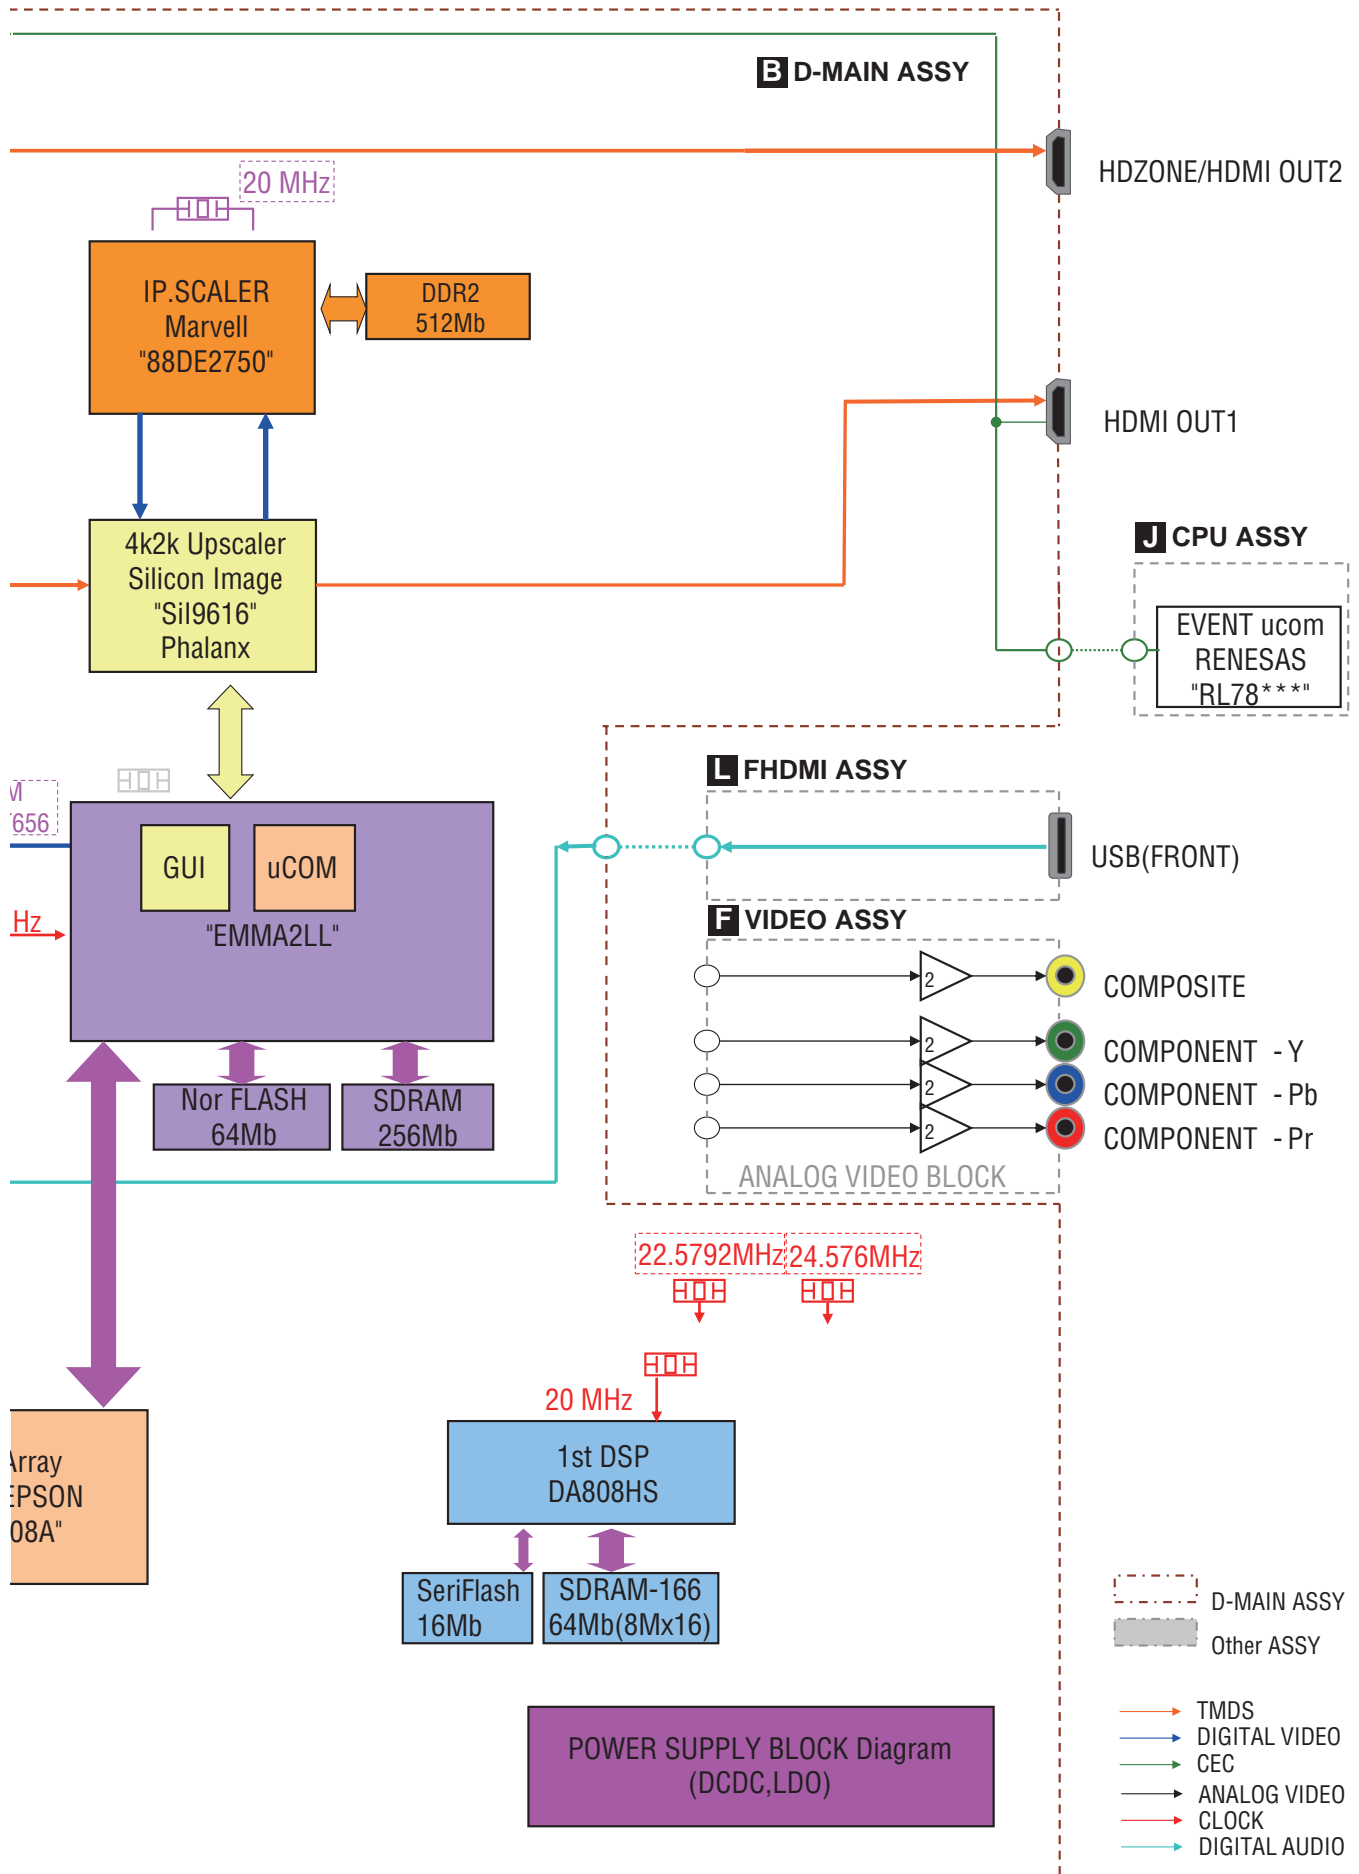 B D-MAIN ASSY
HDZONE/HDMI OUT2
20 MHz
IP.SCALER
Marvell
"88DE2750"
DDR2
512Mb
HDMI OUT1
4k2k Upscaler
Silicon Image
"SiI9616"
Phalanx
J CPU ASSY
EVENT ucom
RENESAS
"RL78***"
L FHDMI ASSY
M
656
GUI
uCOM
"EMMA2LL"
USB(FRONT)
Hz
F VIDEO ASSY
2
COMPOSITE
2
COMPONENT - Y
2
COMPONENT - Pb
2
COMPONENT - Pr
ANALOG VIDEO BLOCK
Nor FLASH
64Mb
SDRAM
256Mb
22.5792MHz
24.576MHz
20 MHz
1st DSP
DA808HS
Array
EPSON
08A"
SeriFlash
16Mb
SDRAM-166
64Mb(8Mx16)
POWER SUPPLY BLOCK Diagram
(DCDC,LDO)
D-MAIN ASSY
Other ASSY
TMDS
DIGITAL VIDEO
CEC
ANALOG VIDEO
CLOCK
DIGITAL AUDIO